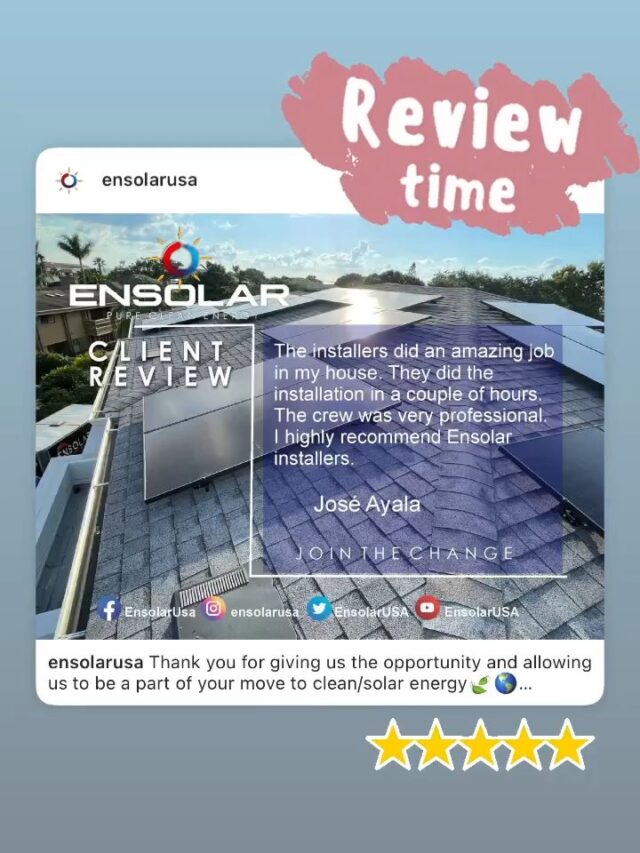 Review
time
ensolarusa
ENSOLAR
PURE CLEAN ENERGY
CLIENT
REVIEW
The installers did an amazing job
in my house. They did the
installation in a couple of hours.
The crew was very professional.
I highly recommend Ensolar
installers.
José Ayala
JOIN THE CHANGE
ENSOLAR
EnsolarUsa ensolarusa EnsolarUSA EnsolarUSA
ensolarusa Thank you for giving us the opportunity and allowing
us to be a part of your move to clean/solar energy🍃🌎...